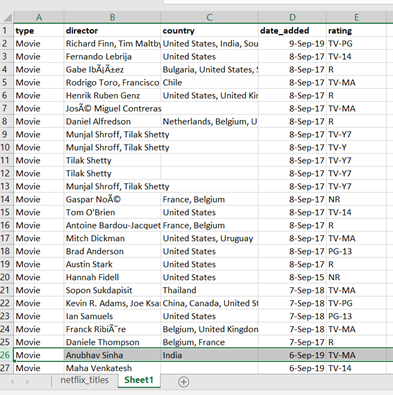 A B C D E
1 type director country date_added rating
2 Movie Richard Finn, Tim Maltby United States, India, Sou 9-Sep-19 TV-PG
3 Movie Fernando Lebrija United States 8-Sep-17 TV-14
4 Movie Gabe IbÃ¡Ã±ez Bulgaria, United States, S 8-Sep-17 R
5 Movie Rodrigo Toro, Francisco Chile 8-Sep-17 TV-MA
6 Movie Henrik Ruben Genz United States, United Kin 8-Sep-17 R
7 Movie JosÃ© Miguel Contreras 8-Sep-17 TV-MA
8 Movie Daniel Alfredson Netherlands, Belgium, U 8-Sep-17 R
9 Movie Munjal Shroff, Tilak Shetty 8-Sep-17 TV-Y7
10 Movie Munjal Shroff, Tilak Shetty 8-Sep-17 TV-Y
11 Movie Tilak Shetty 8-Sep-17 TV-Y7
12 Movie Tilak Shetty 8-Sep-17 TV-Y7
13 Movie Munjal Shroff, Tilak Shetty 8-Sep-17 TV-Y7
14 Movie Gaspar NoÃ© France, Belgium 8-Sep-17 NR
15 Movie Tom O'Brien United States 8-Sep-17 TV-14
16 Movie Antoine Bardou-Jacquet France, Belgium 8-Sep-17 R
17 Movie Mitch Dickman United States, Uruguay 8-Sep-17 TV-MA
18 Movie Brad Anderson United States 8-Sep-17 PG-13
19 Movie Austin Stark United States 8-Sep-17 R
20 Movie Hannah Fidell United States 8-Sep-15 NR
21 Movie Sopon Sukdapisit Thailand 7-Sep-18 TV-MA
22 Movie Kevin R. Adams, Joe Ksa China, Canada, United St 7-Sep-18 TV-PG
23 Movie Ian Samuels United States 7-Sep-18 PG-13
24 Movie Franck RibiÃ¨re Belgium, United Kingdom 7-Sep-18 TV-MA
25 Movie Daniele Thompson Belgium, France 7-Sep-17 R
26 Movie Anubhav Sinha India 6-Sep-19 TV-MA
27 Movie Maha Venkatesh 6-Sep-19 TV-14
netflix_titles Sheet1